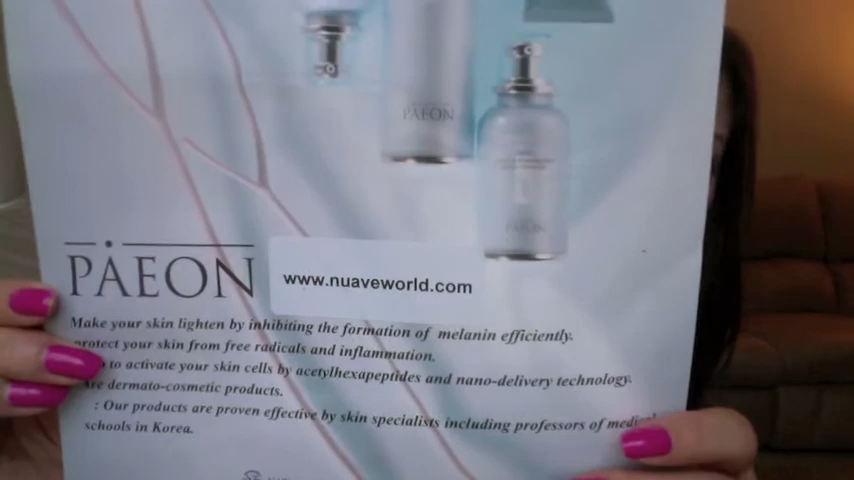 PAEON
PAEON
PAEON
www.nuaveworld.com
Make your skin lighten by inhibiting the formation of melanin efficiently.
protect your skin from free radicals and inflammation.
to activate your skin cells by acetylhexapeptides and nano-delivery technology.
Are dermato-cosmetic products.
: Our products are proven effective by skin specialists including professors of medical
schools in Korea.